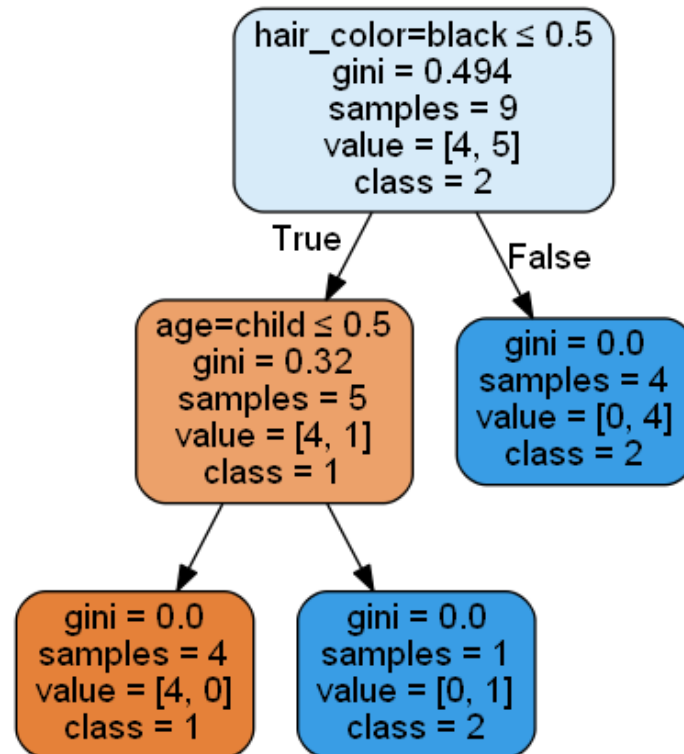 hair_color=black ≤ 0.5
gini = 0.494
samples = 9
value = [4, 5]
class = 2
True
False
age=child ≤ 0.5
gini = 0.32
samples = 5
value = [4, 1]
class = 1
gini = 0.0
samples = 4
value = [0, 4]
class = 2
gini = 0.0
samples = 4
value = [4, 0]
class = 1
gini = 0.0
samples = 1
value = [0, 1]
class = 2